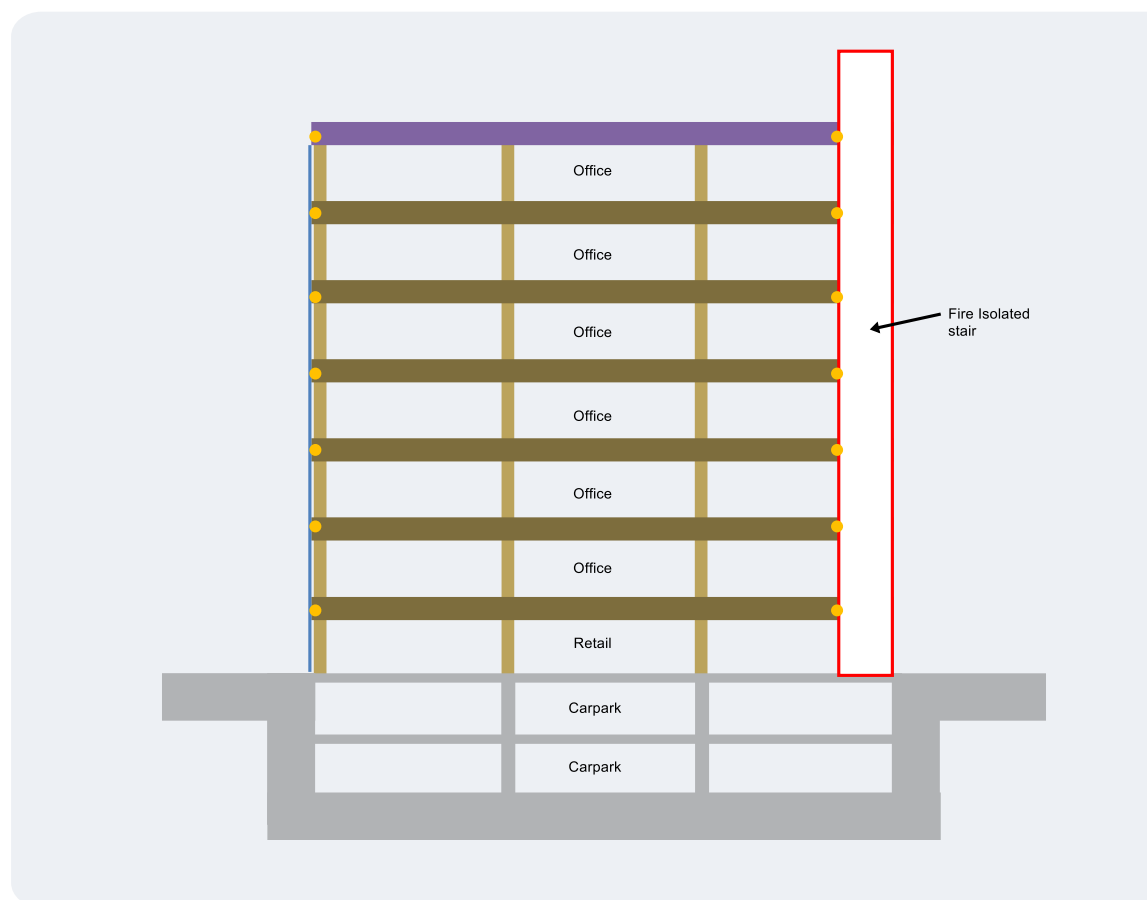 Office
Office
Office
Fire Isolated
stair
Office
Office
Office
Retail
Carpark
Carpark